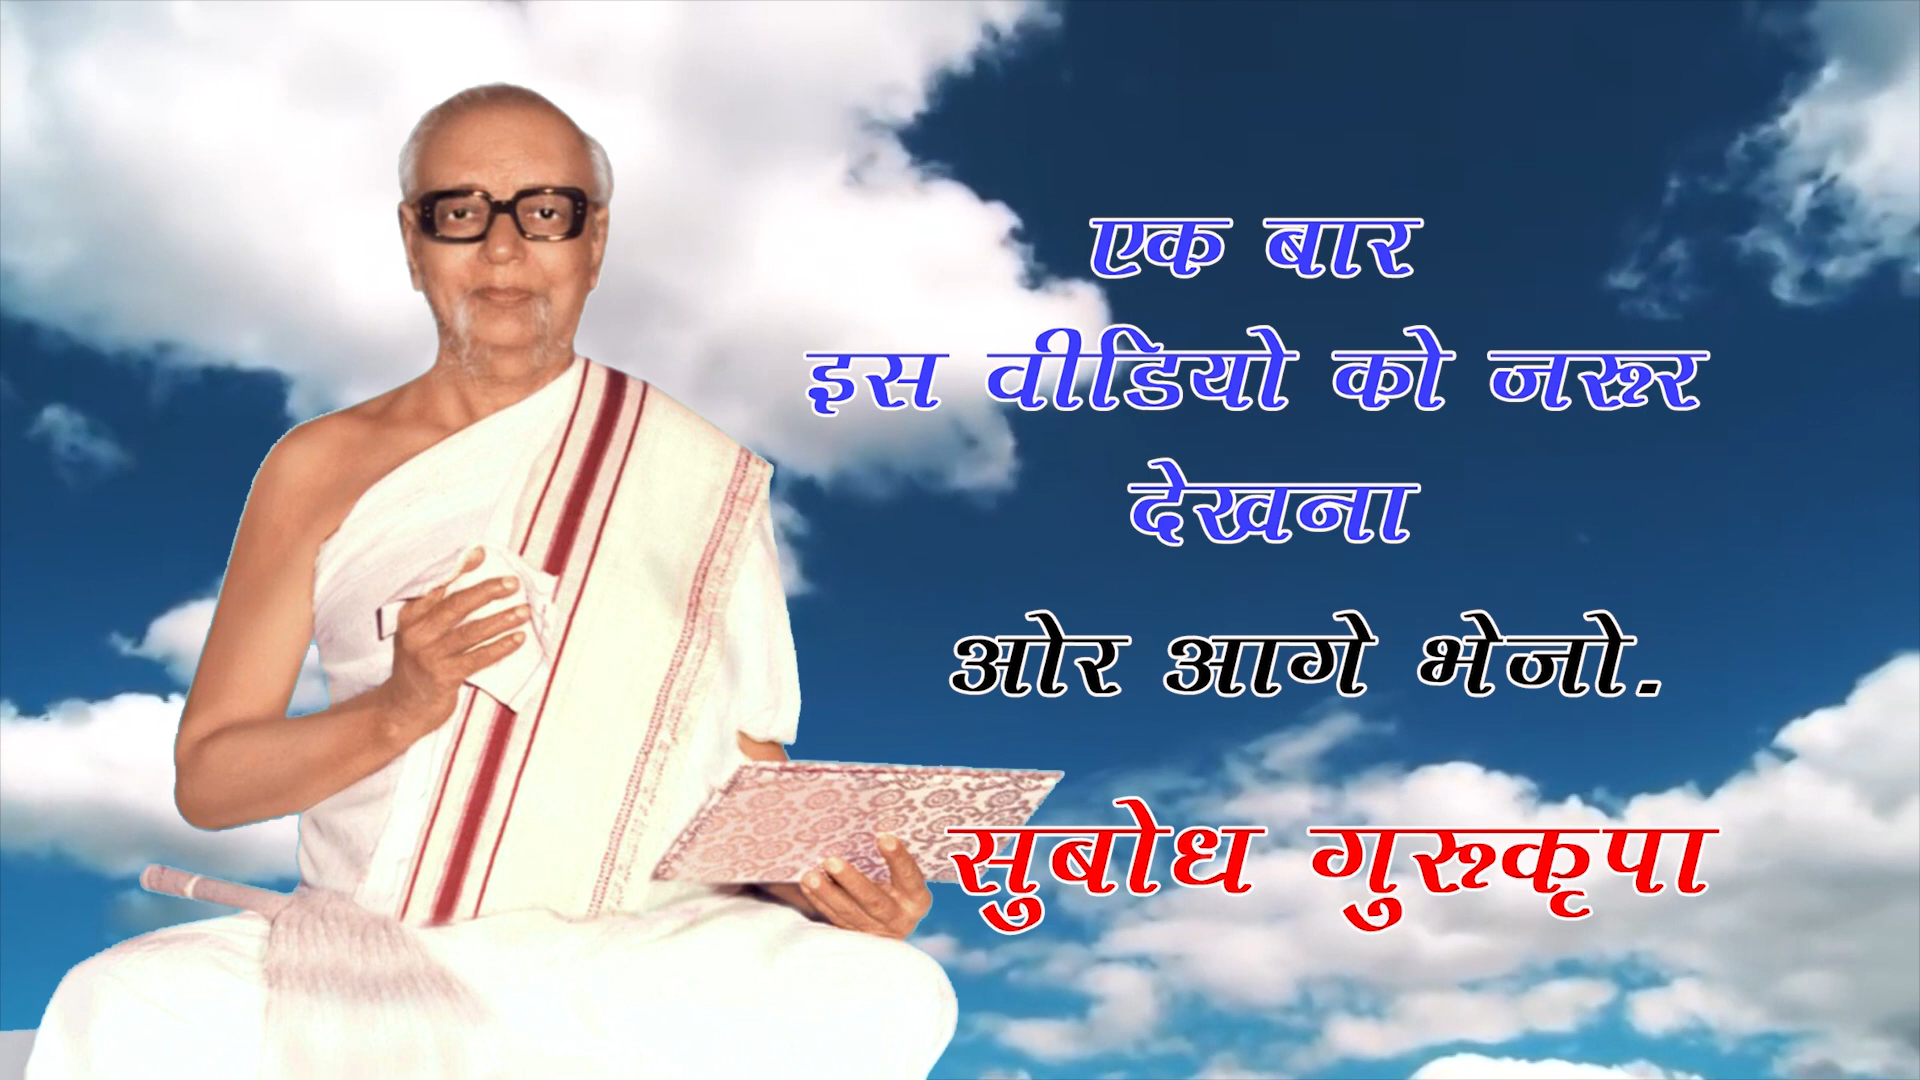 एक बार
इस वीडियो को जरूर
देखना
ओर आगे भेजो.
सुबोध गुरूकृपा